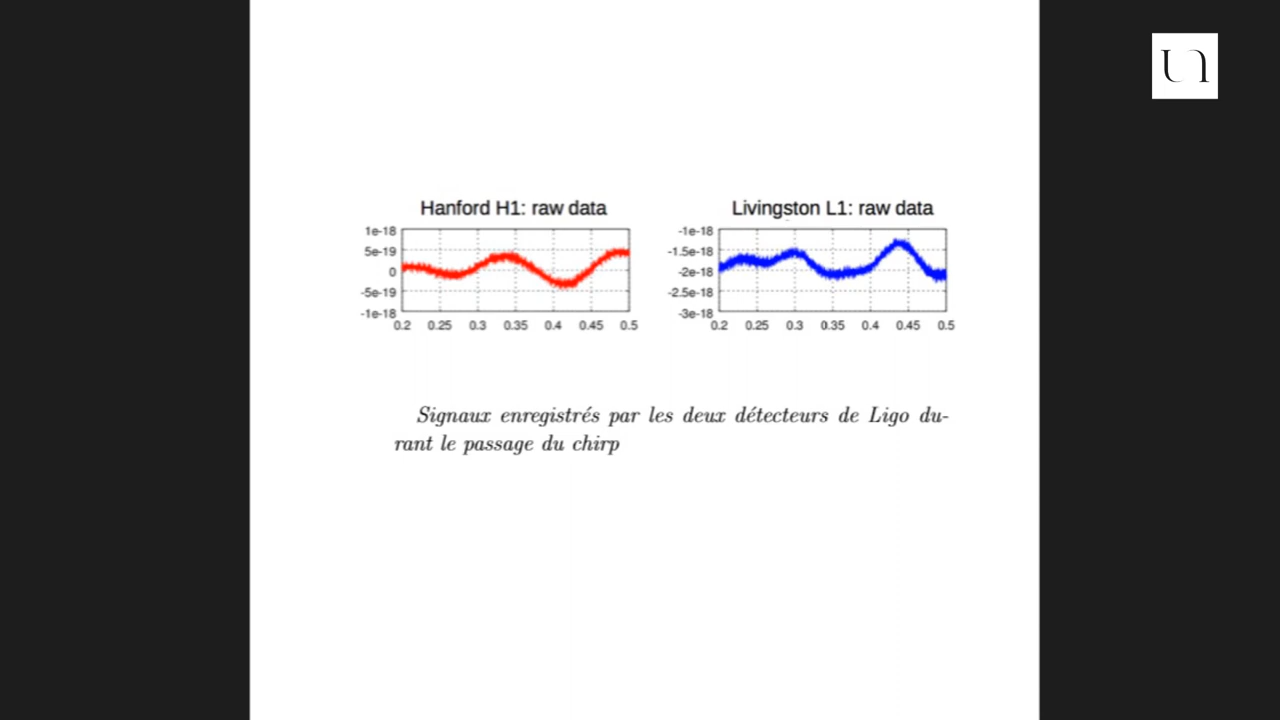 Hanford H1: raw data
1e-18
5e-19
0
-5e-19
-1e-18
0.2 0.25 0.3 0.35 0.4 0.45 0.5
Livingston L1: raw data
-1e-18
-1.5e-18
-2e-18
-2.5e-18
-3e-18
0.2 0.25 0.3 0.35 0.4 0.45 0.5
Signaux enregistrés par les deux détecteurs de Ligo du-
rant le passage du chirp